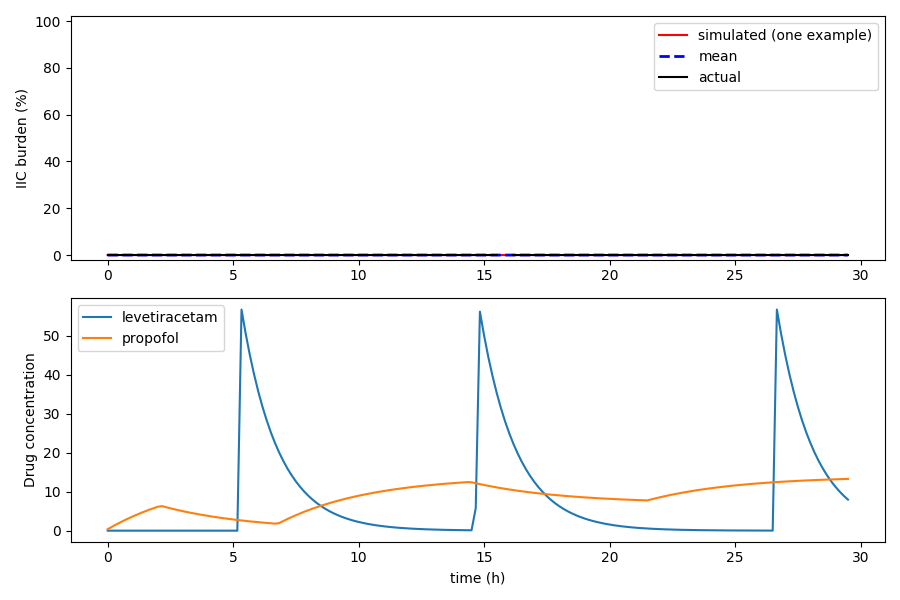 100
80
60
40
20
0
IIC burden (%)
simulated (one example)
mean
actual
0 5 10 15 20 25 30
50
40
30
20
10
0
Drug concentration
levetiracetam
propofol
0 5 10 15 20 25 30
time (h)